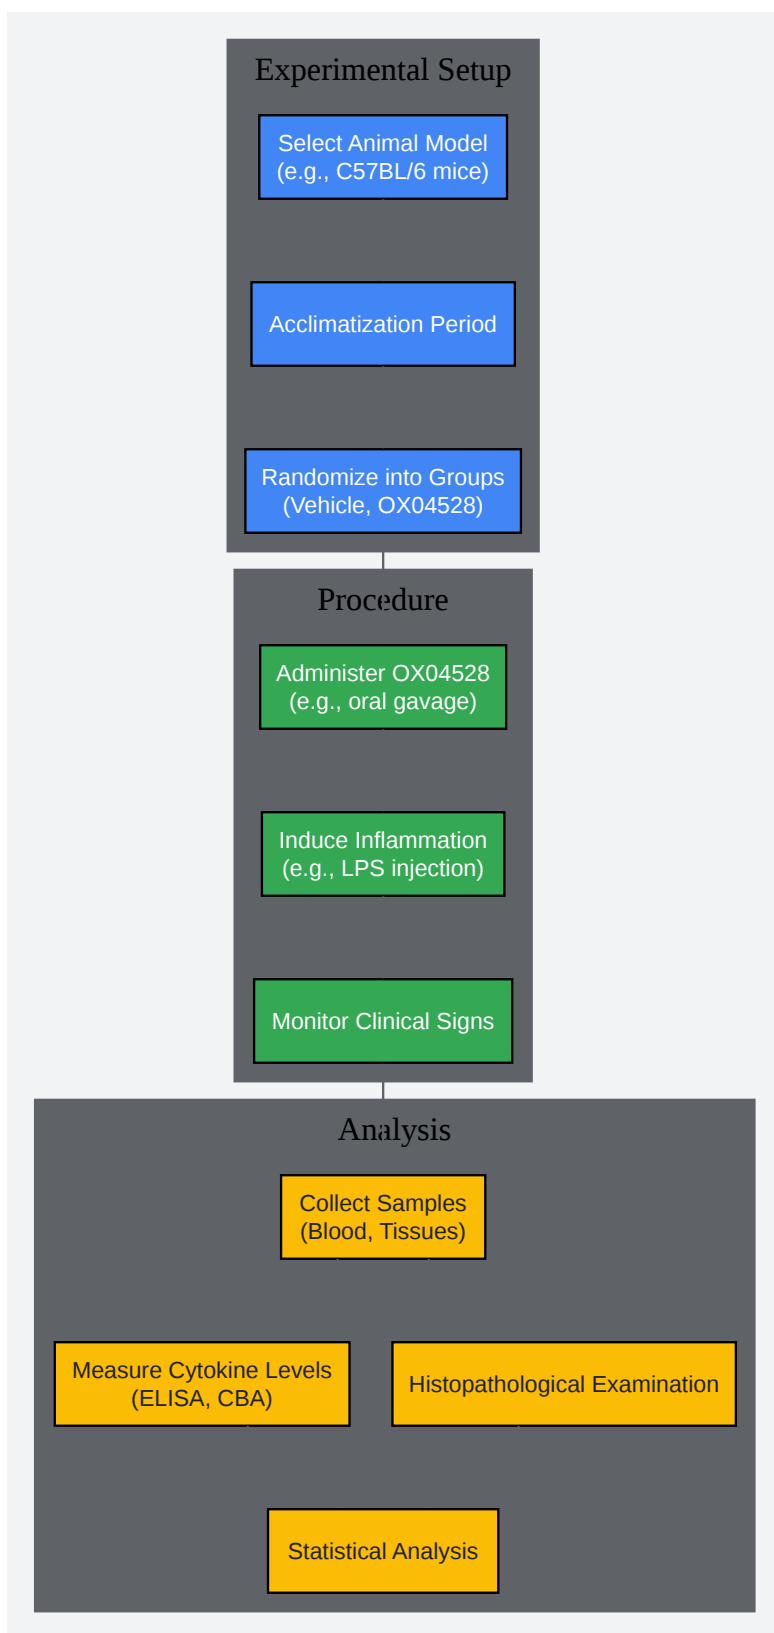 Experimental Setup
Select Animal Model
(e.g., C57BL/6 mice)
Acclimatization Period
Randomize into Groups
(Vehicle, OX04528)
Procedure
Administer OX04528
(e.g., oral gavage)
Induce Inflammation
(e.g., LPS injection)
Monitor Clinical Signs
Analysis
Collect Samples
(Blood, Tissues)
Measure Cytokine Levels
(ELISA, CBA)
Histopathological Examination
Statistical Analysis